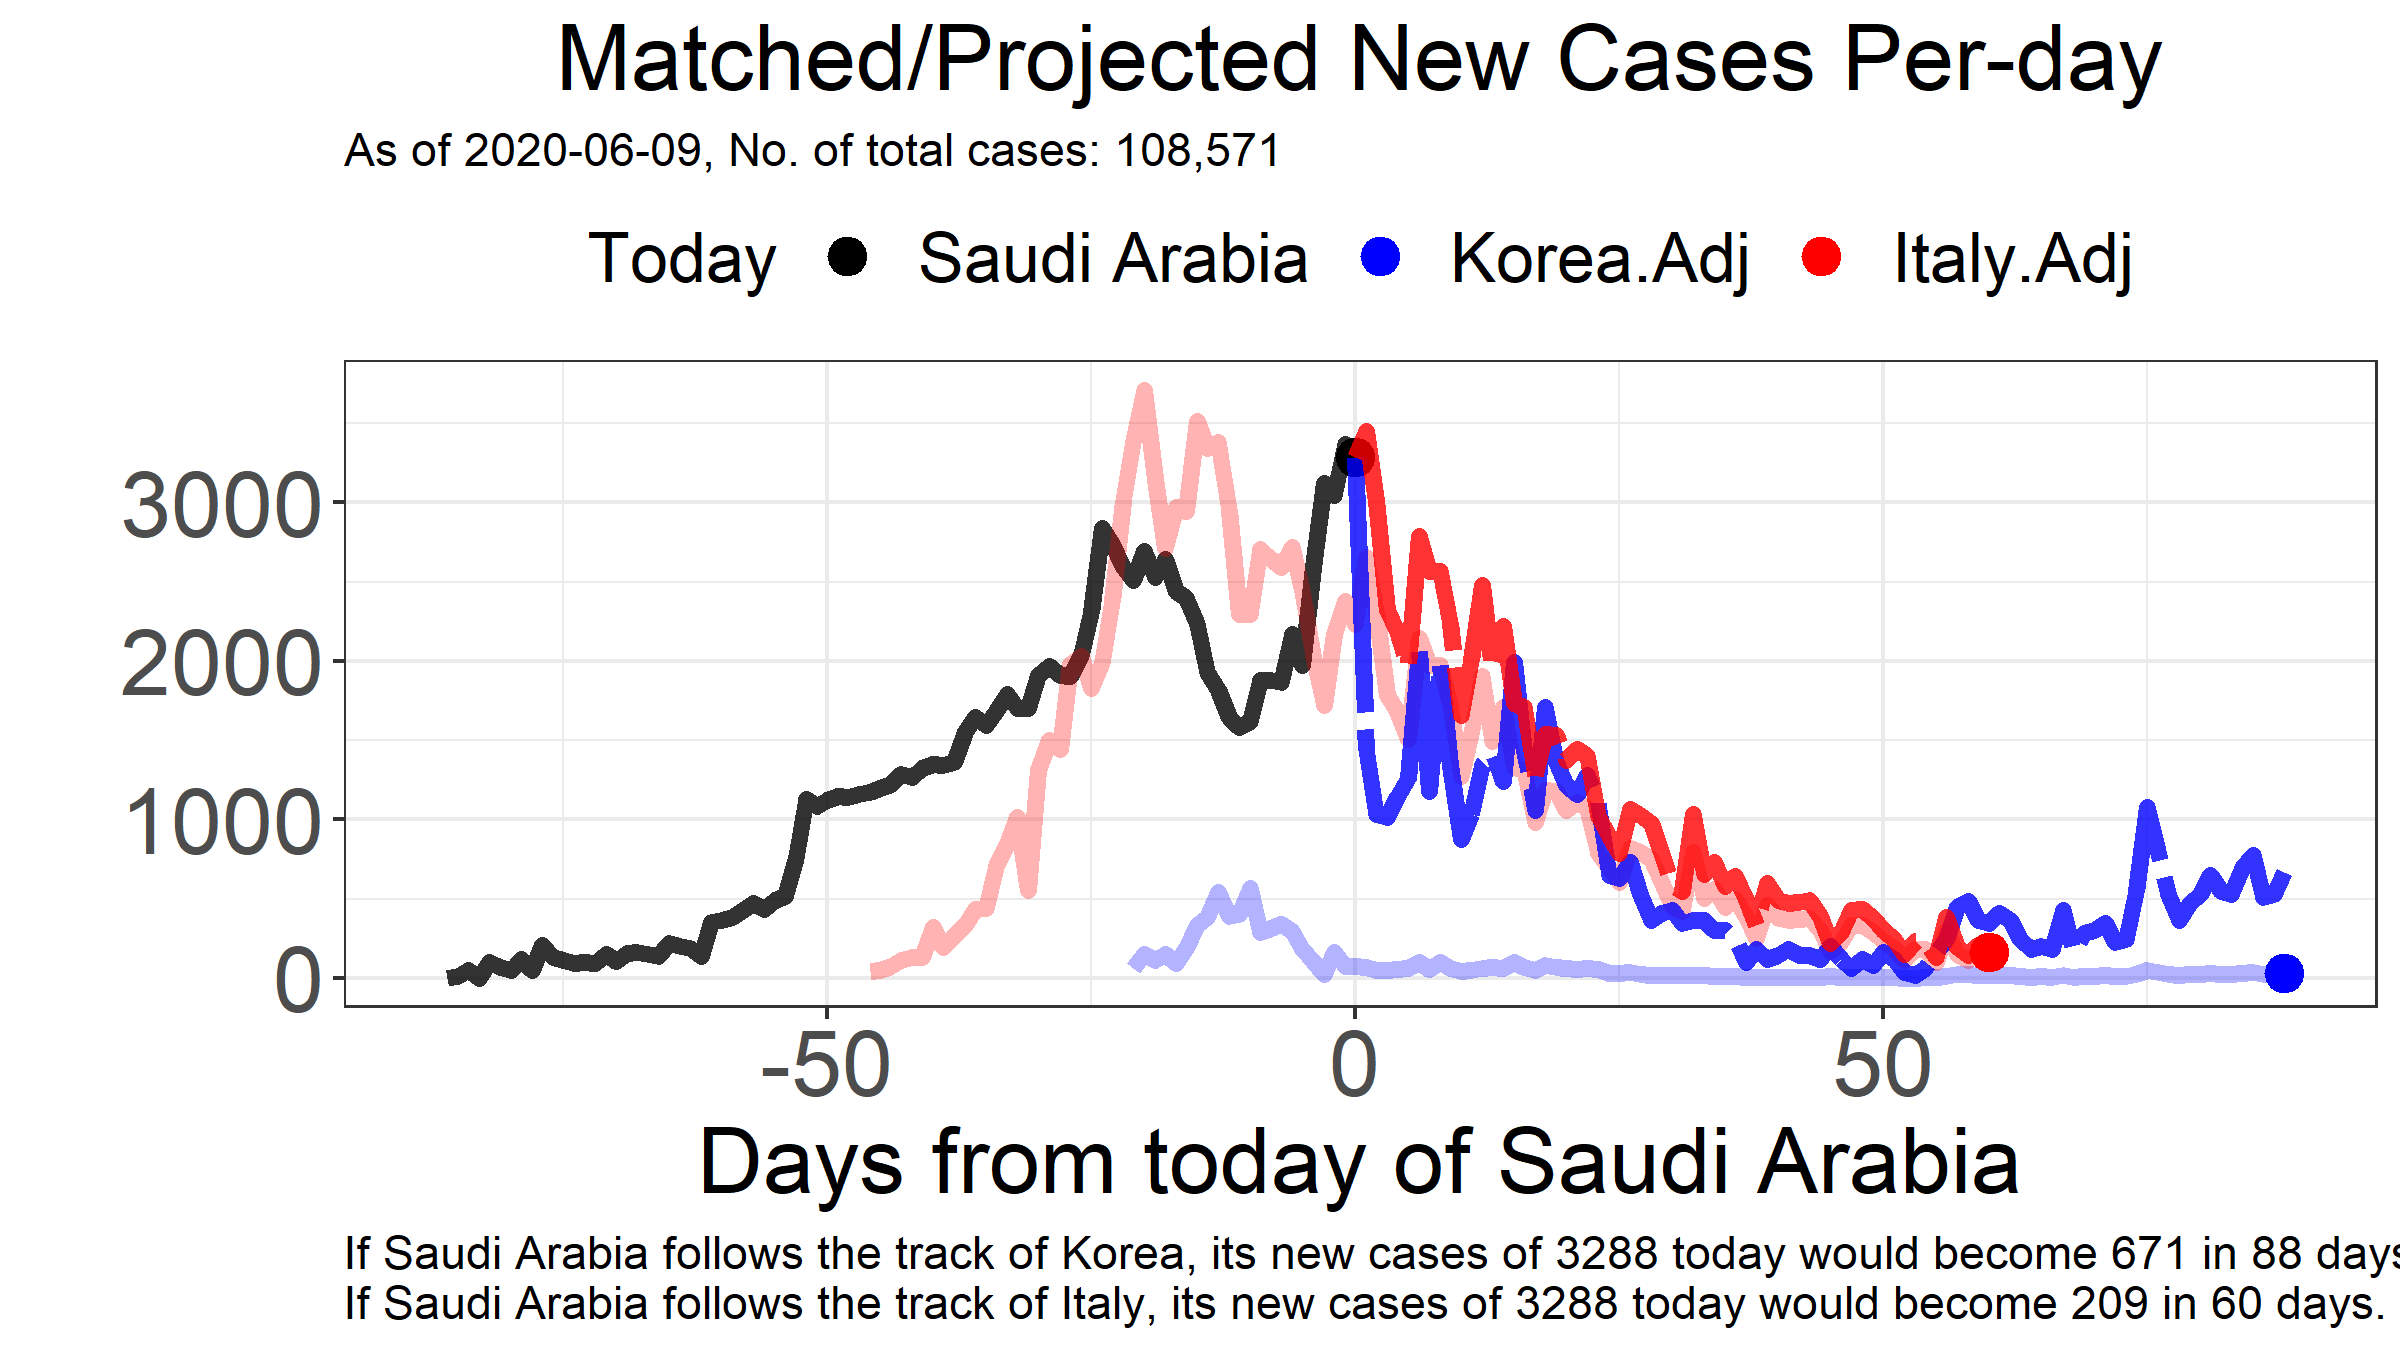 Matched/Projected New Cases Per-day
As of 2020-06-09, No. of total cases: 108,571
Today Saudi Arabia Korea.Adj Italy.Adj
3000
2000
1000
0
-50 0 50
Days from today of Saudi Arabia
If Saudi Arabia follows the track of Korea, its new cases of 3288 today would become 671 in 88 days
If Saudi Arabia follows the track of Italy, its new cases of 3288 today would become 209 in 60 days.